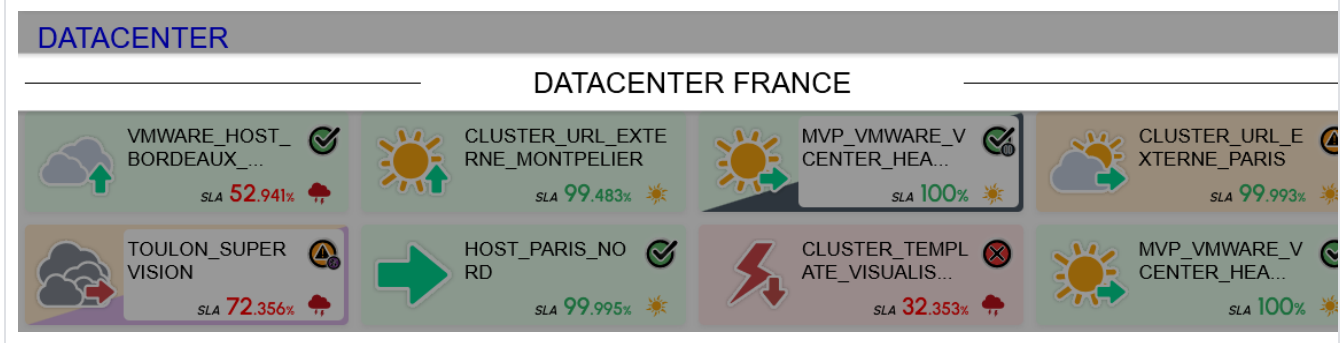 DATACENTER
DATACENTER FRANCE
VMWARE_HOST_
BORDEAUX_...
SLA 52.941%
CLUSTER_URL_EXTE
RNE_MONTPELIER
SLA 99.483%
MVP_VMWARE_V
CENTER_HEA...
SLA 100%
CLUSTER_URL_E
XTERNE_PARIS
SLA 99.993%
TOULON_SUPER
VISION
SLA 72.356%
HOST_PARIS_NO
RD
SLA 99.995%
CLUSTER_TEMPL
ATE_VISUALIS...
SLA 32.353%
MVP_VMWARE_V
CENTER_HEA...
SLA 100%